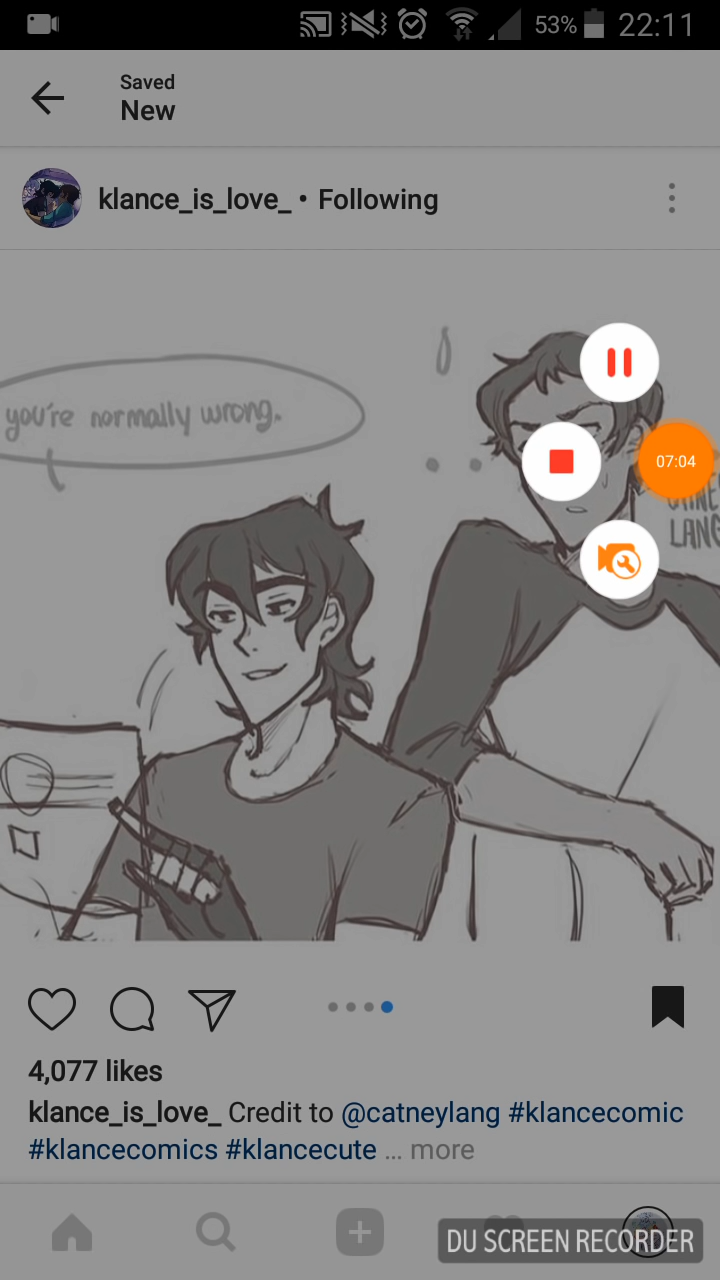 53% 22:11
Saved
New
klance_is_love_ • Following
you're normally wrong.
07:04
LANG
4,077 likes
klance_is_love_ Credit to @catneylang #klancecomic
#klancecomics #klancecute ... more
DU SCREEN RECORDER